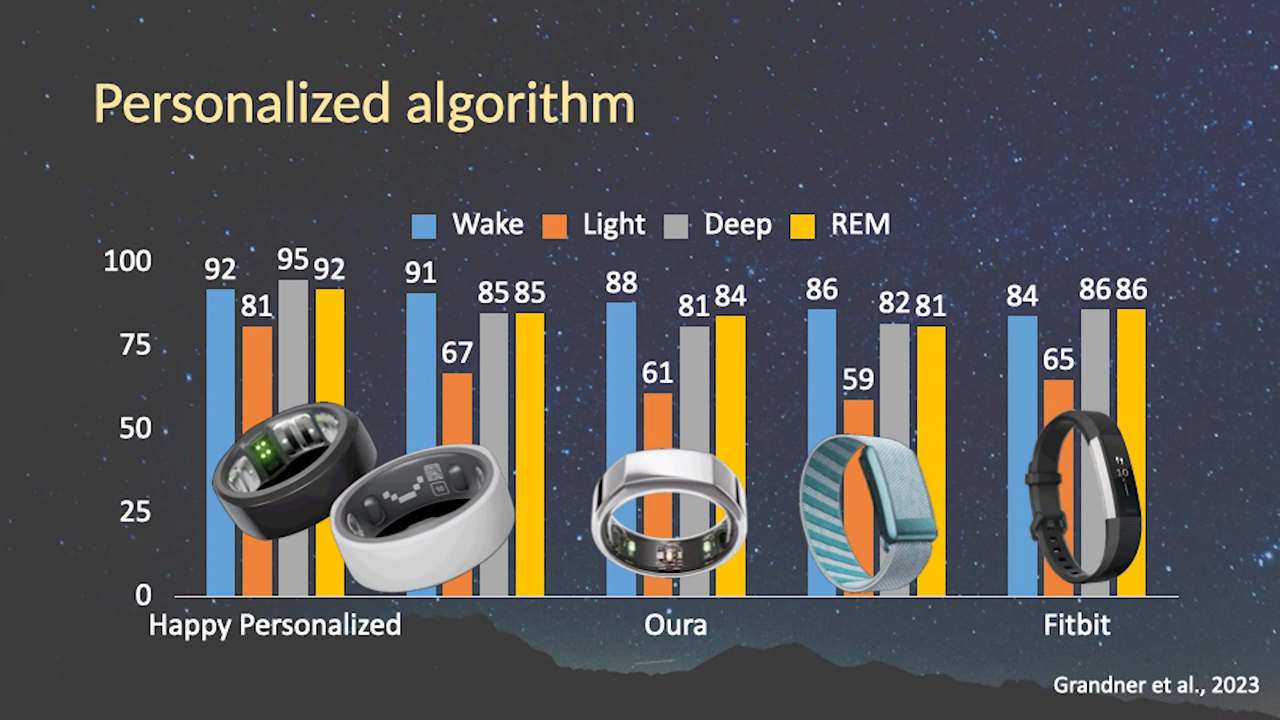 Personalized algorithm
Wake Light Deep REM
100
75
50
25
0
92 81 95 92
91 67 85 85
88 61 81 84
86 59 82 81
84 65 86 86
10
Happy Personalized Oura Fitbit
Grandner et al., 2023